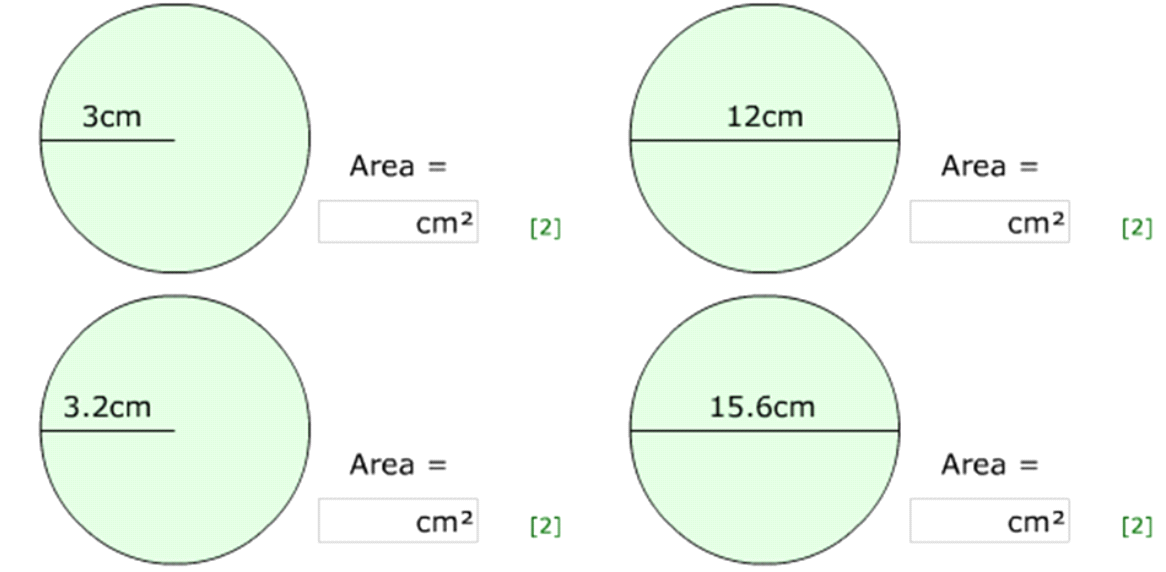 3cm
Area =
cm²
[2]
12cm
Area =
cm²
[2]
3.2cm
Area =
cm²
[2]
15.6cm
Area =
cm²
[2]